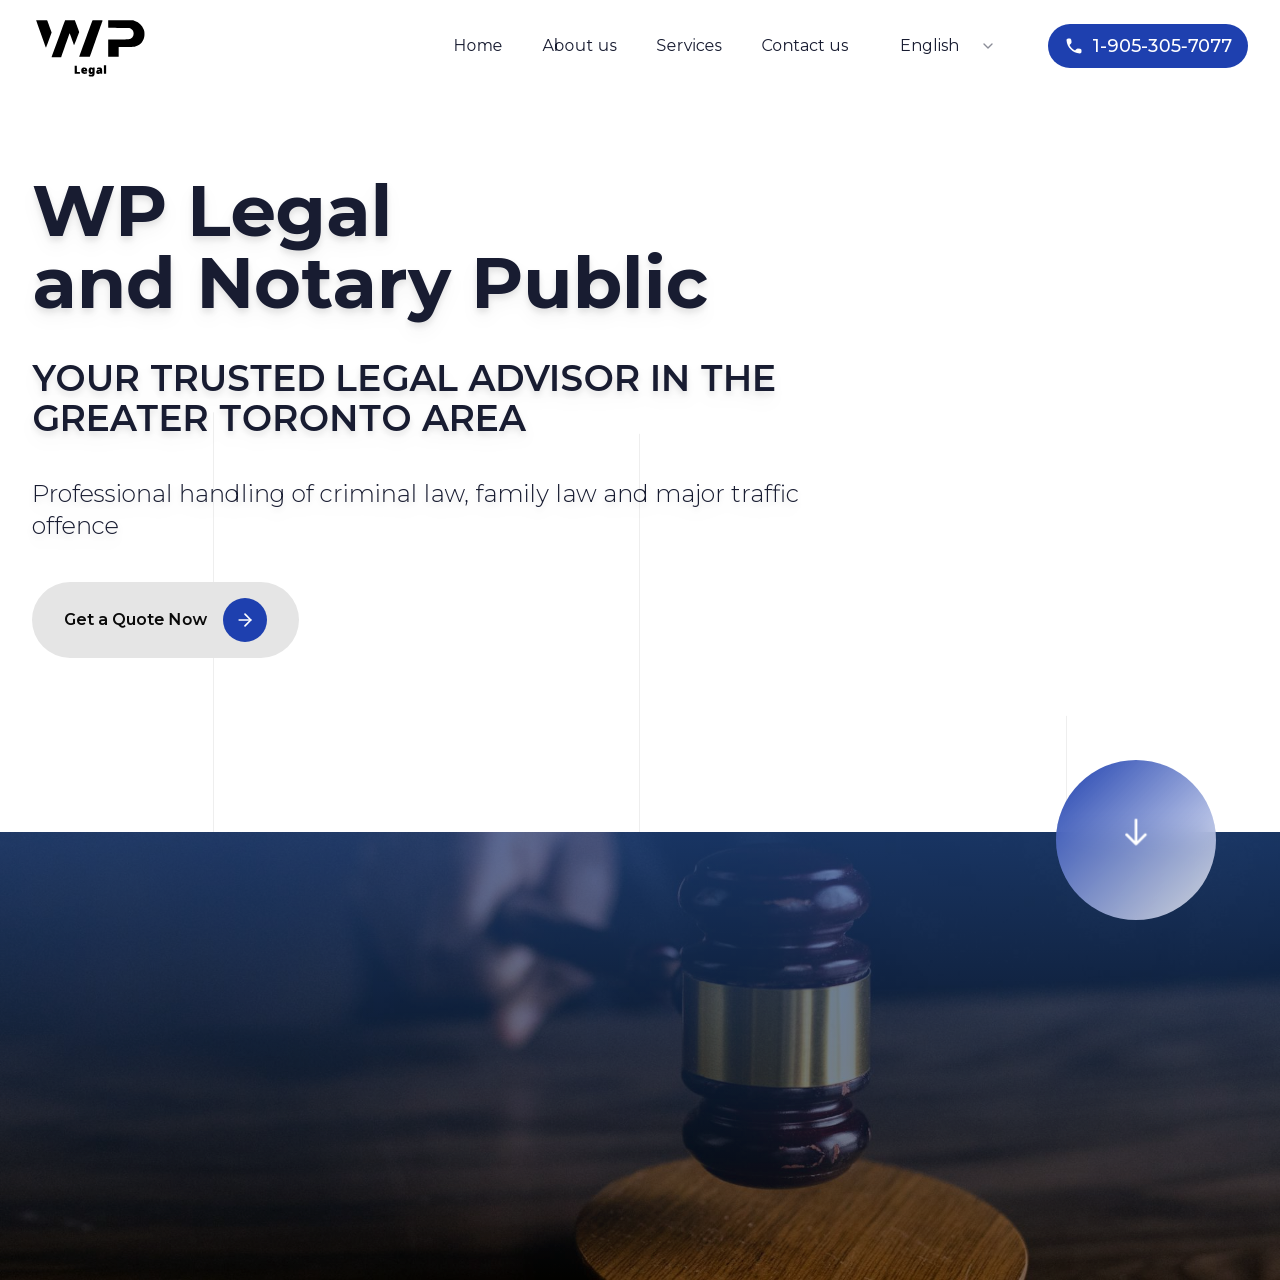 WP
Legal
Home
About us
Services
Contact us
English
1-905-305-7077
WP Legal
and Notary Public
YOUR TRUSTED LEGAL ADVISOR IN THE
GREATER TORONTO AREA
Professional handling of criminal law, family law and major traffic
offence
Get a Quote Now